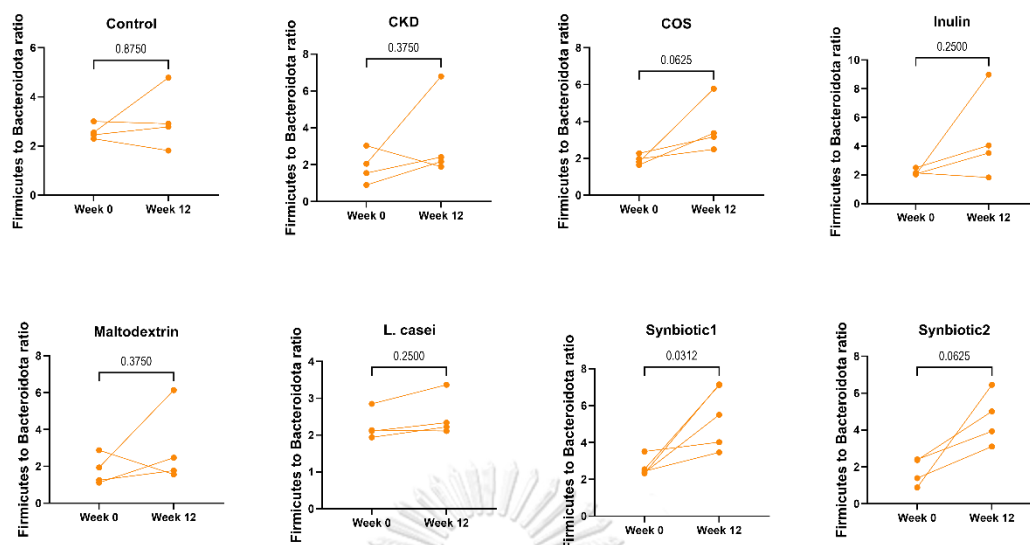 Control
0.8750
Firmicutes to Bacteroidota ratio
6
4
2
0
Week 0 Week 12
CKD
0.3750
Firmicutes to Bacteroidota ratio
8
6
4
2
0
Week 0 Week 12
COS
0.0625
Firmicutes to Bacteroidota ratio
8
6
4
2
0
Week 0 Week 12
Inulin
0.2500
Firmicutes to Bacteroidota ratio
10
8
6
4
2
0
Week 0 Week 12
Maltodextrin
0.3750
Firmicutes to Bacteroidota ratio
8
6
4
2
0
Week 0 Week 12
L. casei
0.2500
Firmicutes to Bacteroidota ratio
4
3
2
1
0
Week 0 Week 12
Synbiotic1
0.0312
Firmicutes to Bacteroidota ratio
8
6
4
2
0
Week 0 Week 12
Synbiotic2
0.0625
Firmicutes to Bacteroidota ratio
8
6
4
2
0
Week 0 Week 12